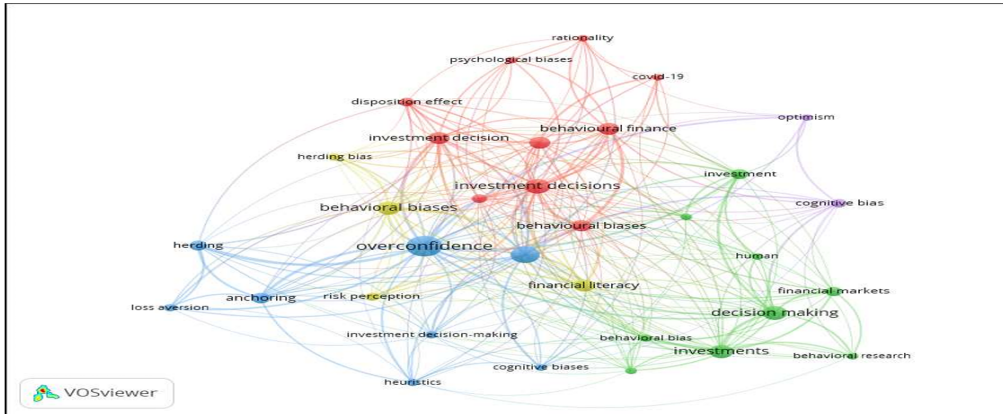 rationality
psychological biases
covid-19
disposition effect
optimism
behavioural finance
investment decision
herding bias
investment
investment decisions
cognitive bias
behavioral biases
behavioural biases
herding
overconfidence
human
financial literacy
financial markets
risk perception
anchoring
loss aversion
decision making
investment decision-making
behavioral bias
investments
behavioral research
cognitive biases
heuristics
VOSviewer